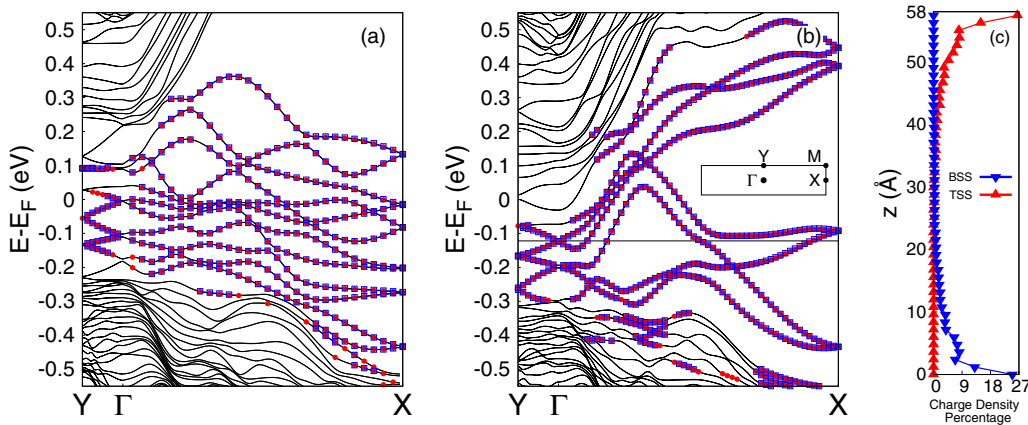 (a)
0.5
0.4
0.3
0.2
0.1
0
-0.1
-0.2
-0.3
-0.4
-0.5
E-E_F (eV)
Y Γ X
(b)
0.5
0.4
0.3
0.2
0.1
0
-0.1
-0.2
-0.3
-0.4
-0.5
E-E_F (eV)
Y M
Γ X
Y Γ X
(c)
58
50
40
30
20
10
0
z (Å)
BSS
TSS
0 9 18 27
Charge Density
Percentage